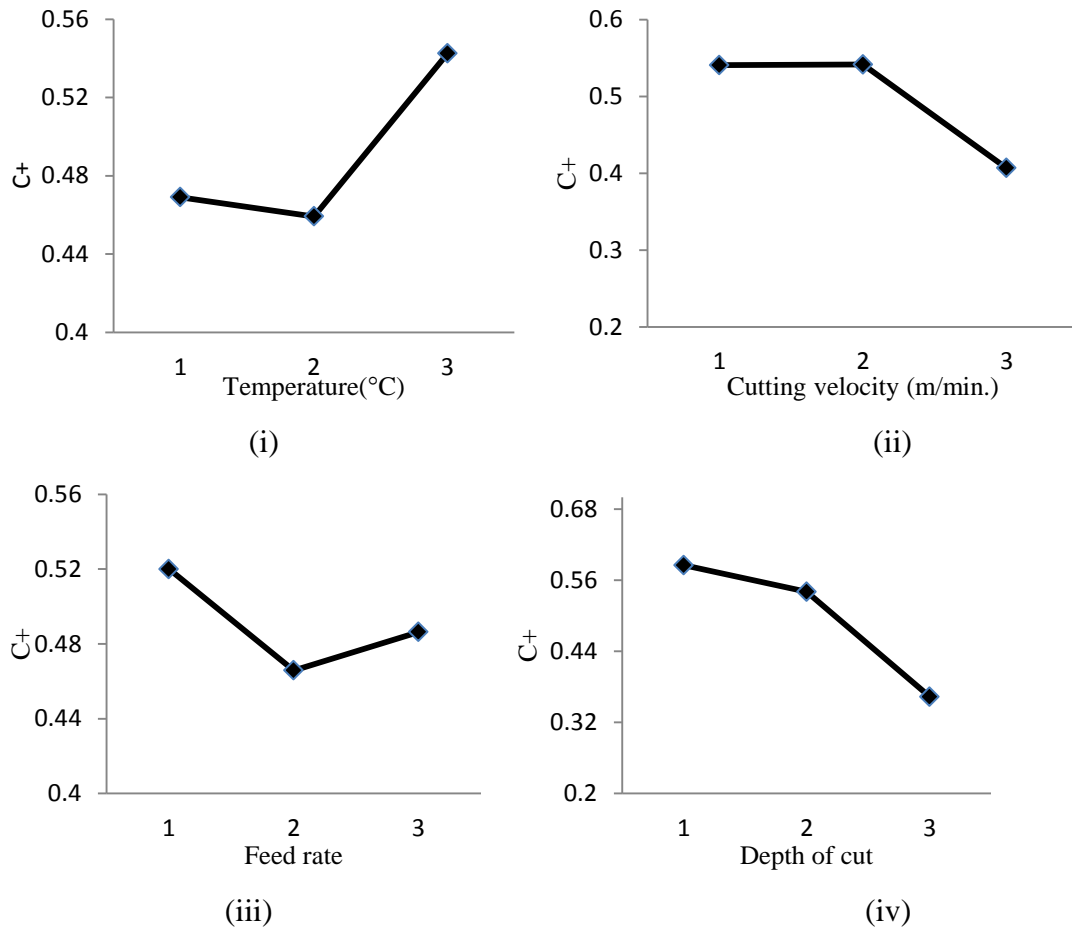 0.56
0.52
0.48
0.44
0.4
C+
1 2 3
Temperature(°C)
(i)
0.6
0.5
0.4
0.3
0.2
C+
1 2 3
Cutting velocity (m/min.)
(ii)
0.56
0.52
0.48
0.44
0.4
C+
1 2 3
Feed rate
(iii)
0.68
0.56
0.44
0.32
0.2
C+
1 2 3
Depth of cut
(iv)